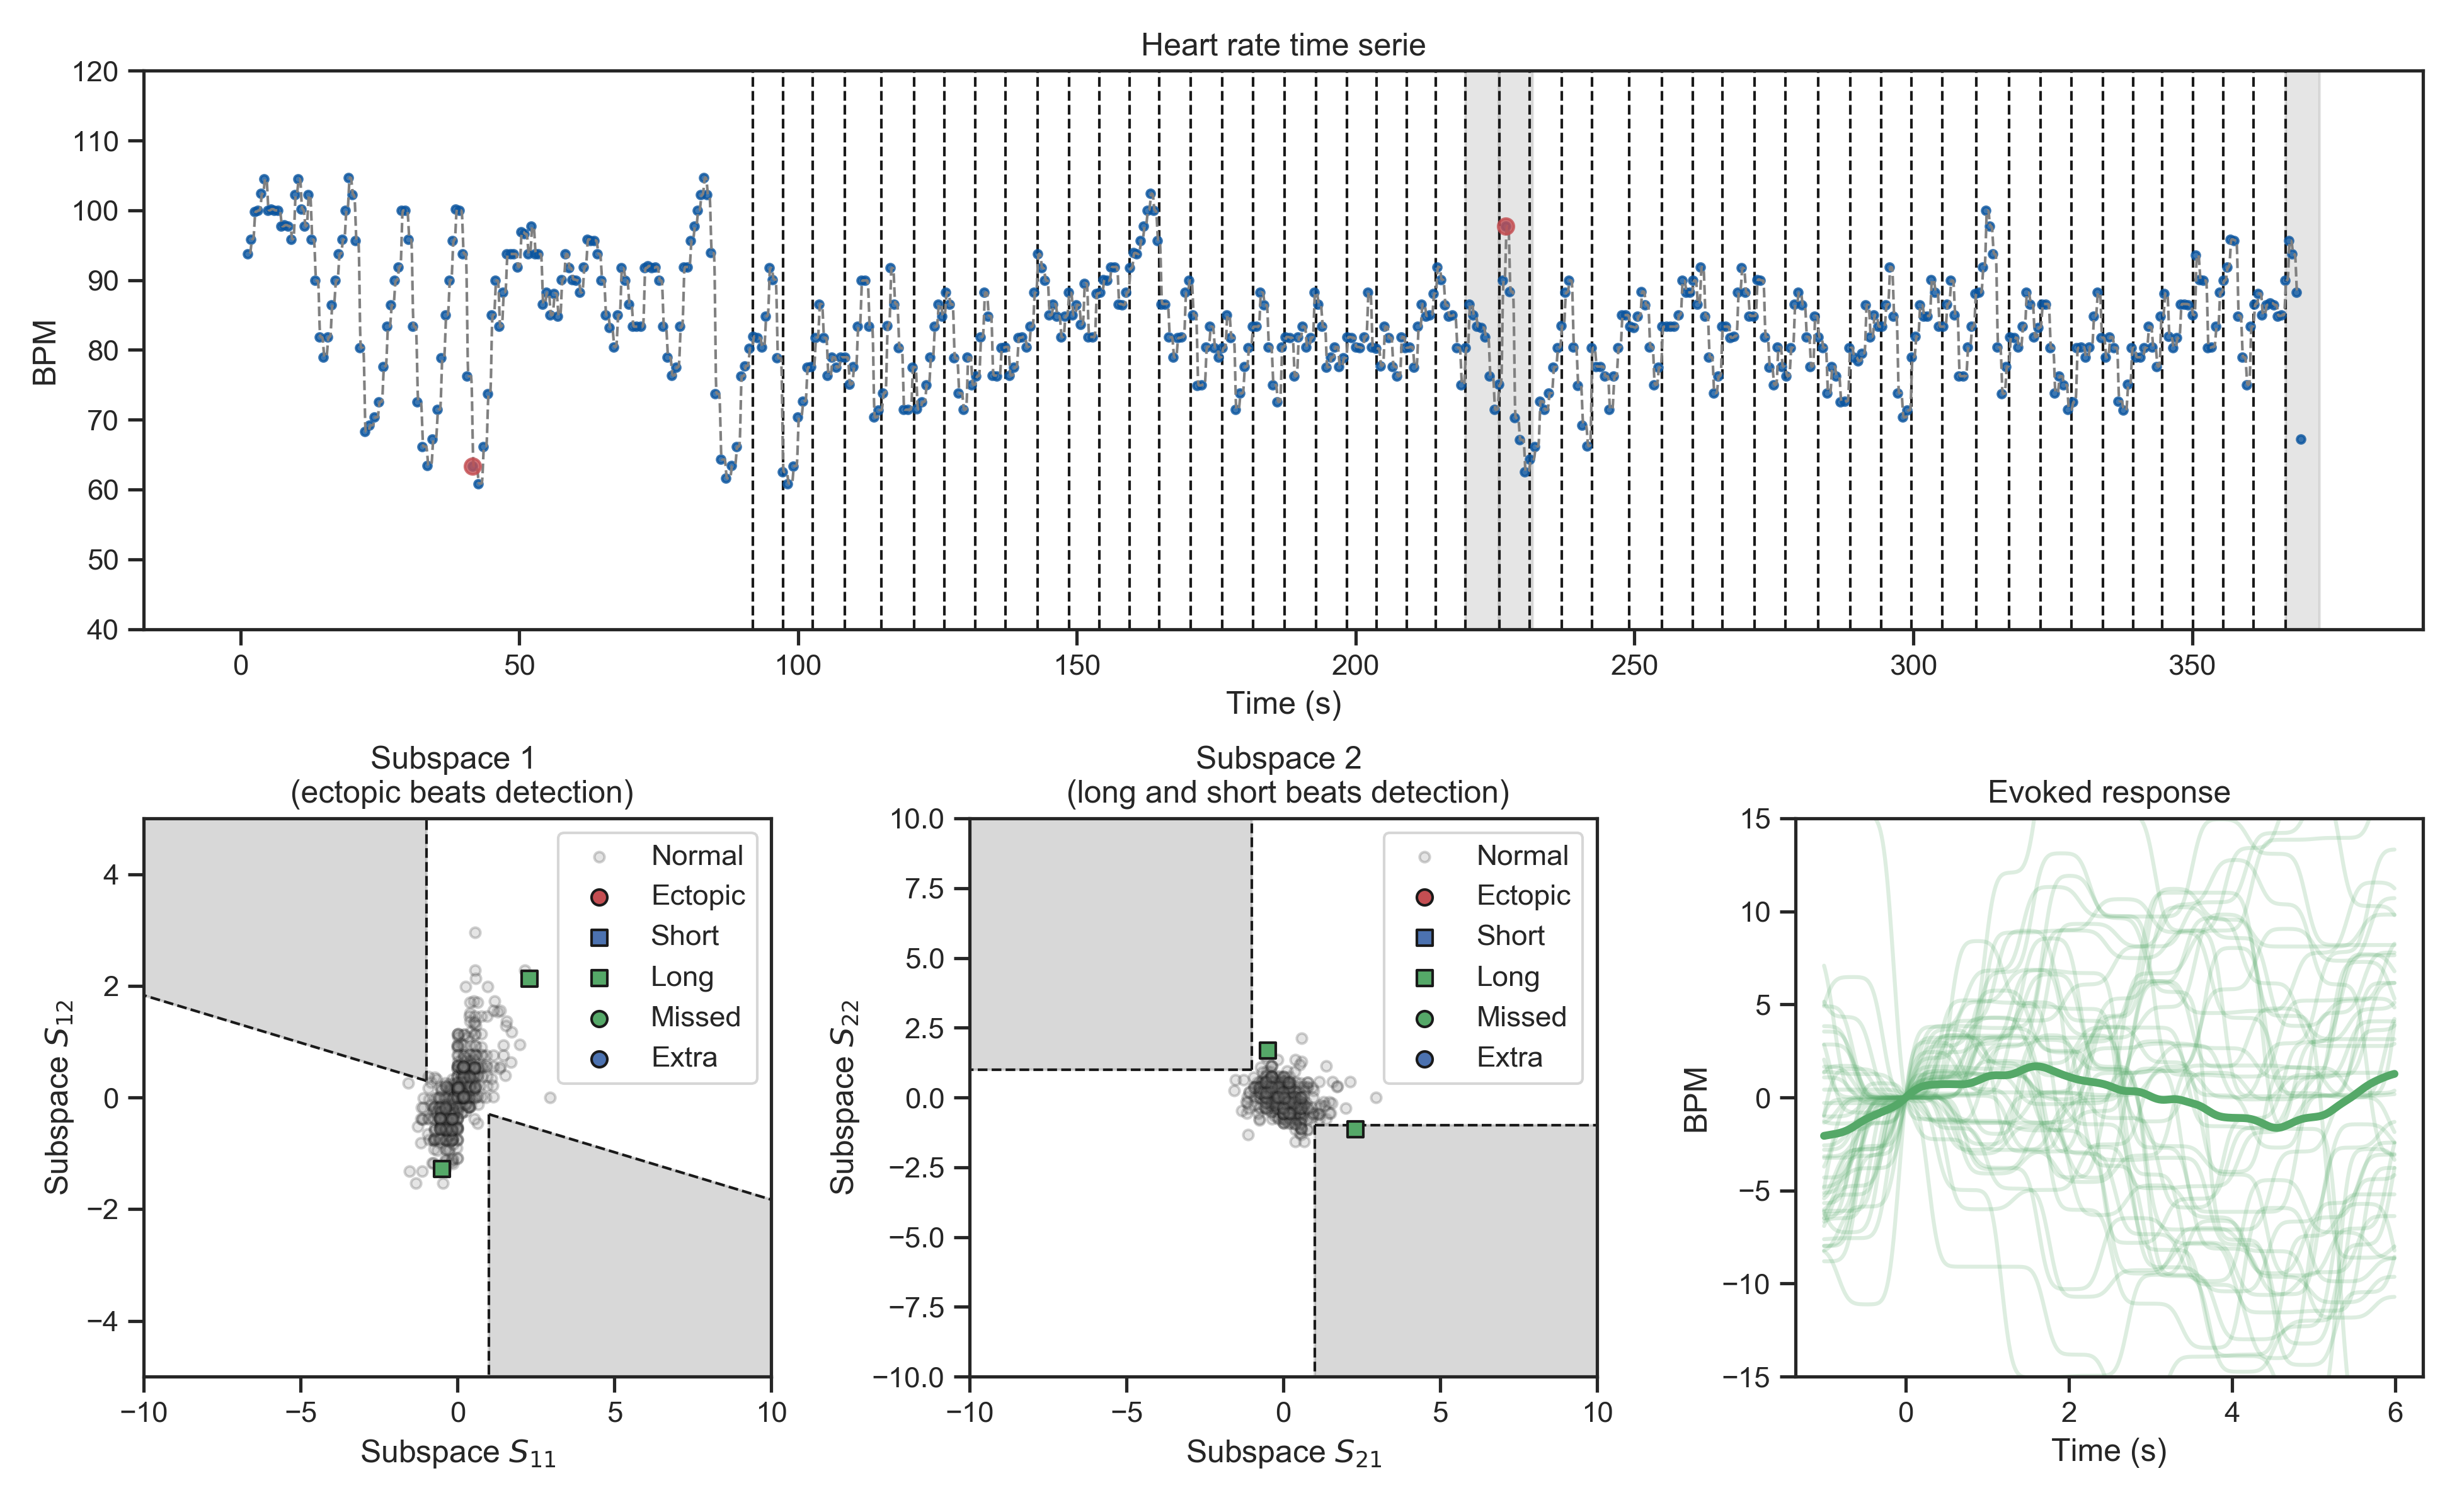 Heart rate time serie
120
110
100
90
80
70
60
50
40
BPM
0 50 100 150 200 250 300 350
Time (s)
Subspace 1
(ectopic beats detection)
4
2
0
−2
−4
Subspace S12
Normal
Ectopic
Short
Long
Missed
Extra
−10 −5 0 5 10
Subspace S11
Subspace 2
(long and short beats detection)
10.0
7.5
5.0
2.5
0.0
−2.5
−5.0
−7.5
−10.0
Subspace S22
Normal
Ectopic
Short
Long
Missed
Extra
−10 −5 0 5 10
Subspace S21
Evoked response
15
10
5
0
−5
−10
−15
BPM
0 2 4 6
Time (s)